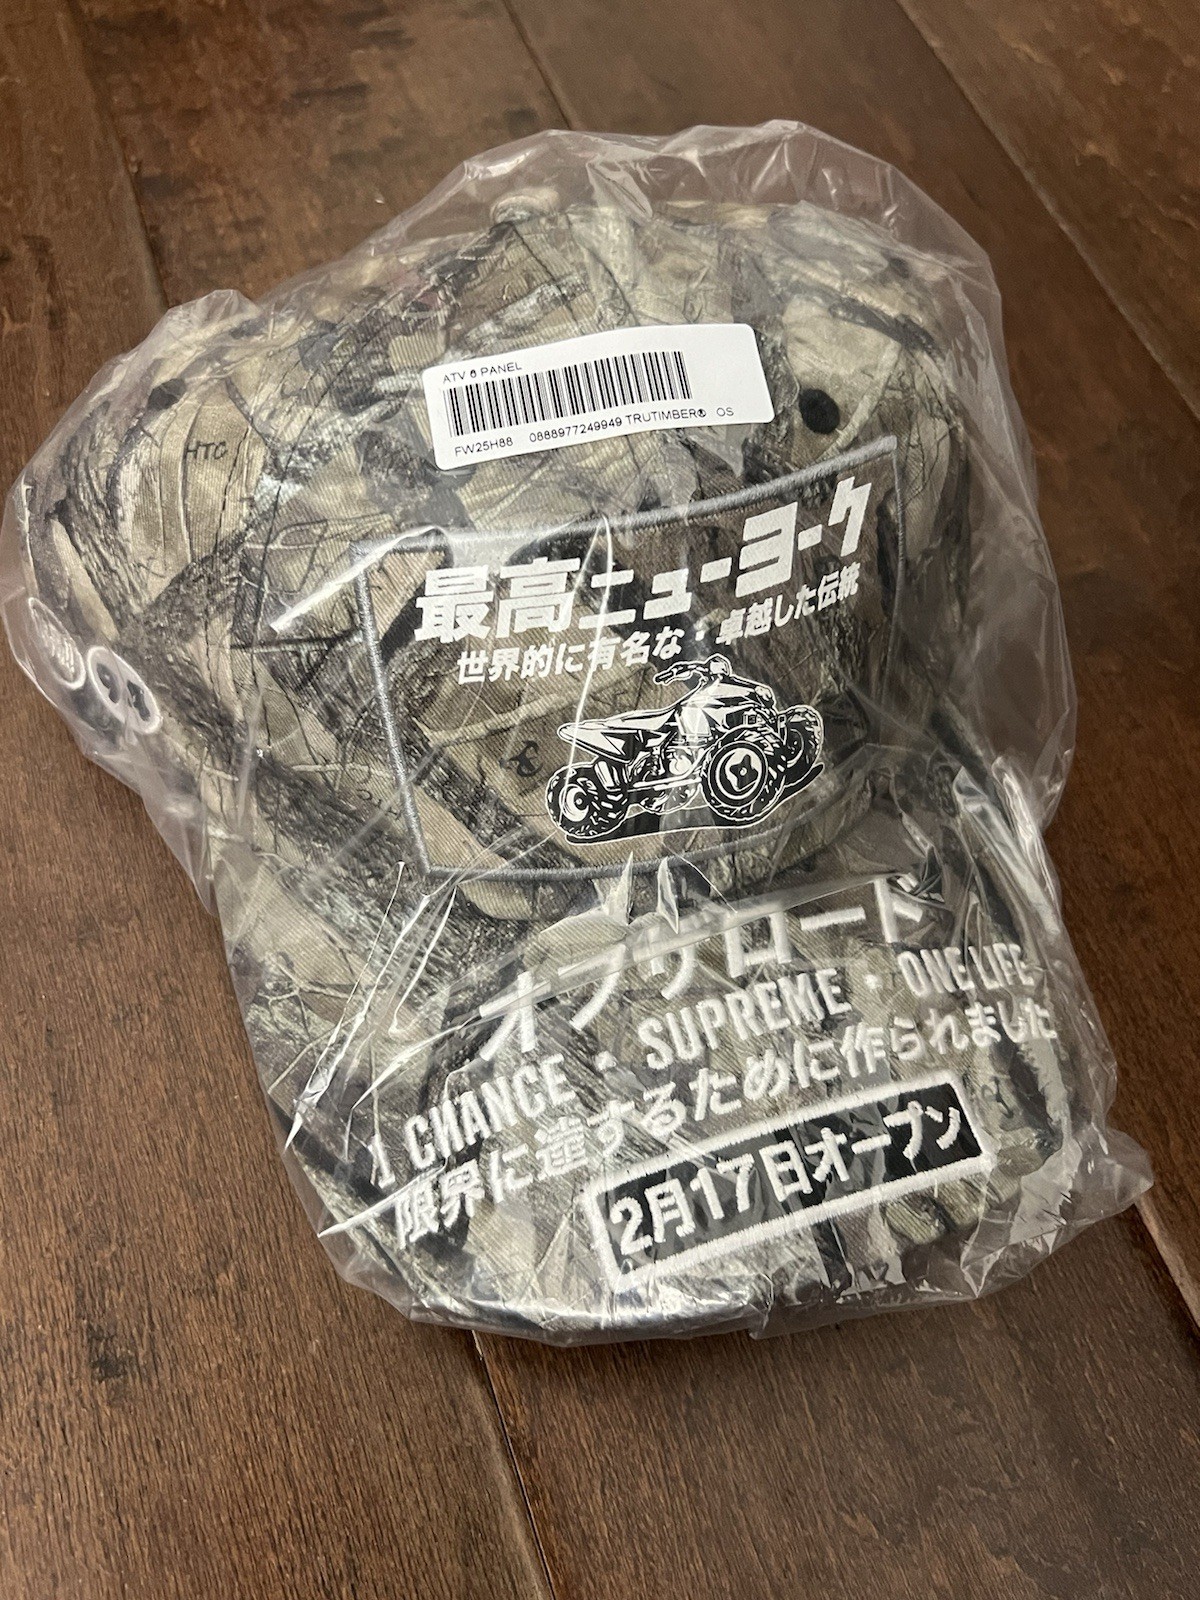 ATV 6 PANEL
FW25H88 0888977249949 TRUTIMBER® OS
HTC
最高ニューヨーク
世界的に有名な・卓越した伝統
オフサロード
1 CHANCE - SUPREME - ONE LIFE
限界に達するために作られました
2月17日オープン
94